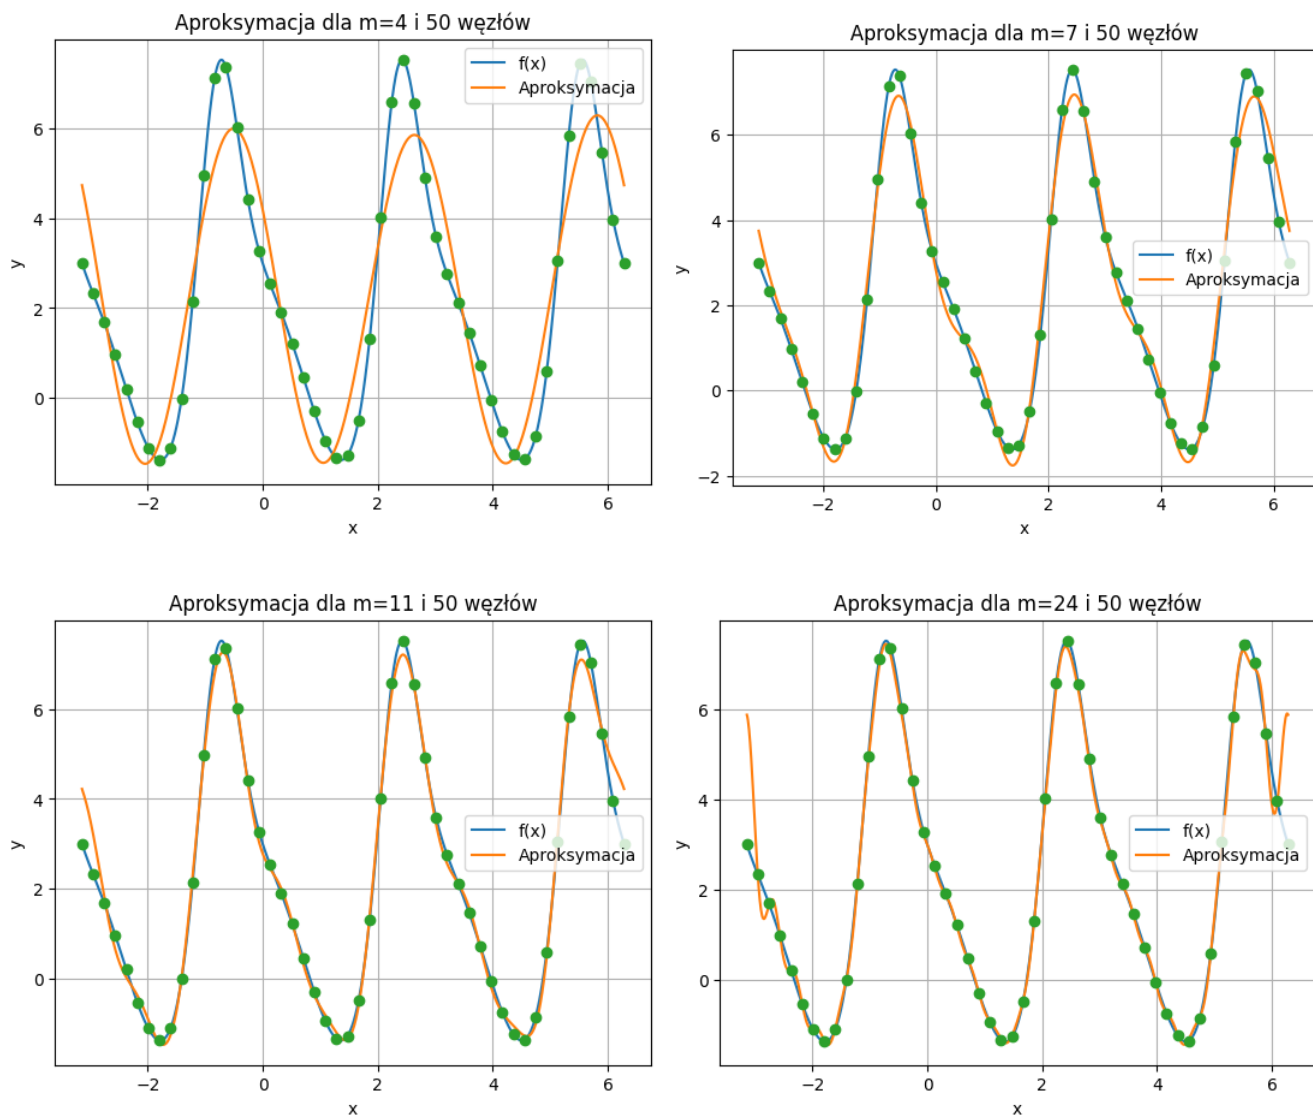 Aproksymacja dla m=4 i 50 węzłów
f(x)
Aproksymacja
y
6
4
2
0
−2
0
2
4
6
x
Aproksymacja dla m=7 i 50 węzłów
f(x)
Aproksymacja
y
6
4
2
0
−2
−2
0
2
4
6
x
Aproksymacja dla m=11 i 50 węzłów
f(x)
Aproksymacja
y
6
4
2
0
−2
0
2
4
6
x
Aproksymacja dla m=24 i 50 węzłów
f(x)
Aproksymacja
y
6
4
2
0
−2
0
2
4
6
x